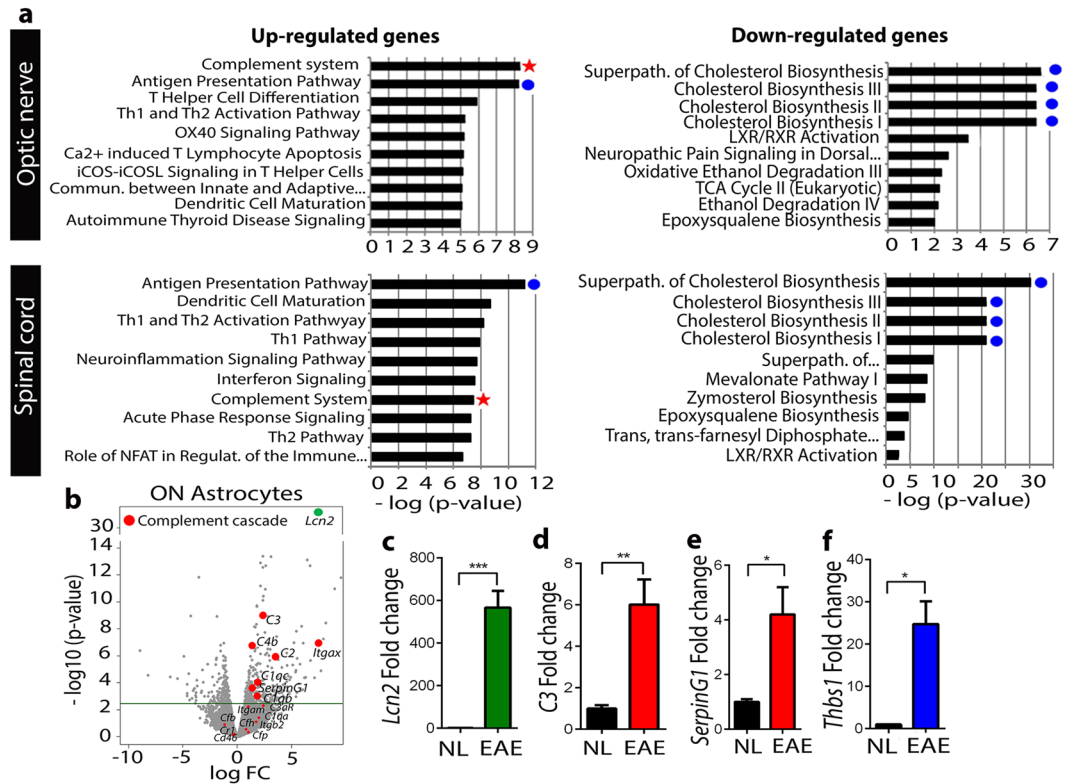 a
Optic nerve
Up-regulated genes
Complement system
Antigen Presentation Pathway
T Helper Cell Differentiation
Th1 and Th2 Activation Pathway
OX40 Signaling Pathway
Ca2+ induced T Lymphocyte Apoptosis
iCOS-iCOSL Signaling in T Helper Cells
Commun. between Innate and Adaptive...
Dendritic Cell Maturation
Autoimmune Thyroid Disease Signaling
0 1 2 3 4 5 6 7 8 9
Down-regulated genes
Superpath. of Cholesterol Biosynthesis
Cholesterol Biosynthesis III
Cholesterol Biosynthesis II
Cholesterol Biosynthesis I
LXR/RXR Activation
Neuropathic Pain Signaling in Dorsal...
Oxidative Ethanol Degradation III
TCA Cycle II (Eukaryotic)
Ethanol Degradation IV
Epoxysqualene Biosynthesis
0 1 2 3 4 5 6 7
Spinal cord
Antigen Presentation Pathway
Dendritic Cell Maturation
Th1 and Th2 Activation Pathwyay
Th1 Pathway
Neuroinflammation Signaling Pathway
Interferon Signaling
Complement System
Acute Phase Response Signaling
Th2 Pathway
Role of NFAT in Regulat. of the Immune...
0 2 4 6 8 10 12
- log (p-value)
Superpath. of Cholesterol Biosynthesis
Cholesterol Biosynthesis III
Cholesterol Biosynthesis II
Cholesterol Biosynthesis I
Superpath. of...
Mevalonate Pathway I
Zymosterol Biosynthesis
Epoxysqualene Biosynthesis
Trans, trans-farnesyl Diphosphate...
LXR/RXR Activation
0 5 10 15 20 25 30
- log (p-value)
b
ON Astrocytes
Complement cascade
Lcn2
C3
C4b
C2
Itgax
C1qc
SerpinG1
C1qb
Itgam
C3aR
C1qa
Cfb
Cfh
Itgb2
Cr1
Cd46
Cfp
30
14
12
10
8
6
4
2
0
-log10 (p-value)
-10 -5 0 5
log FC
c
Lcn2 Fold change
800
600
400
200
0
***
NL EAE
d
C3 Fold change
8
6
4
2
0
**
NL EAE
e
SerpinG1 Fold change
6
4
2
0
*
NL EAE
f
Thbs1 Fold change
40
30
20
10
0
*
NL EAE